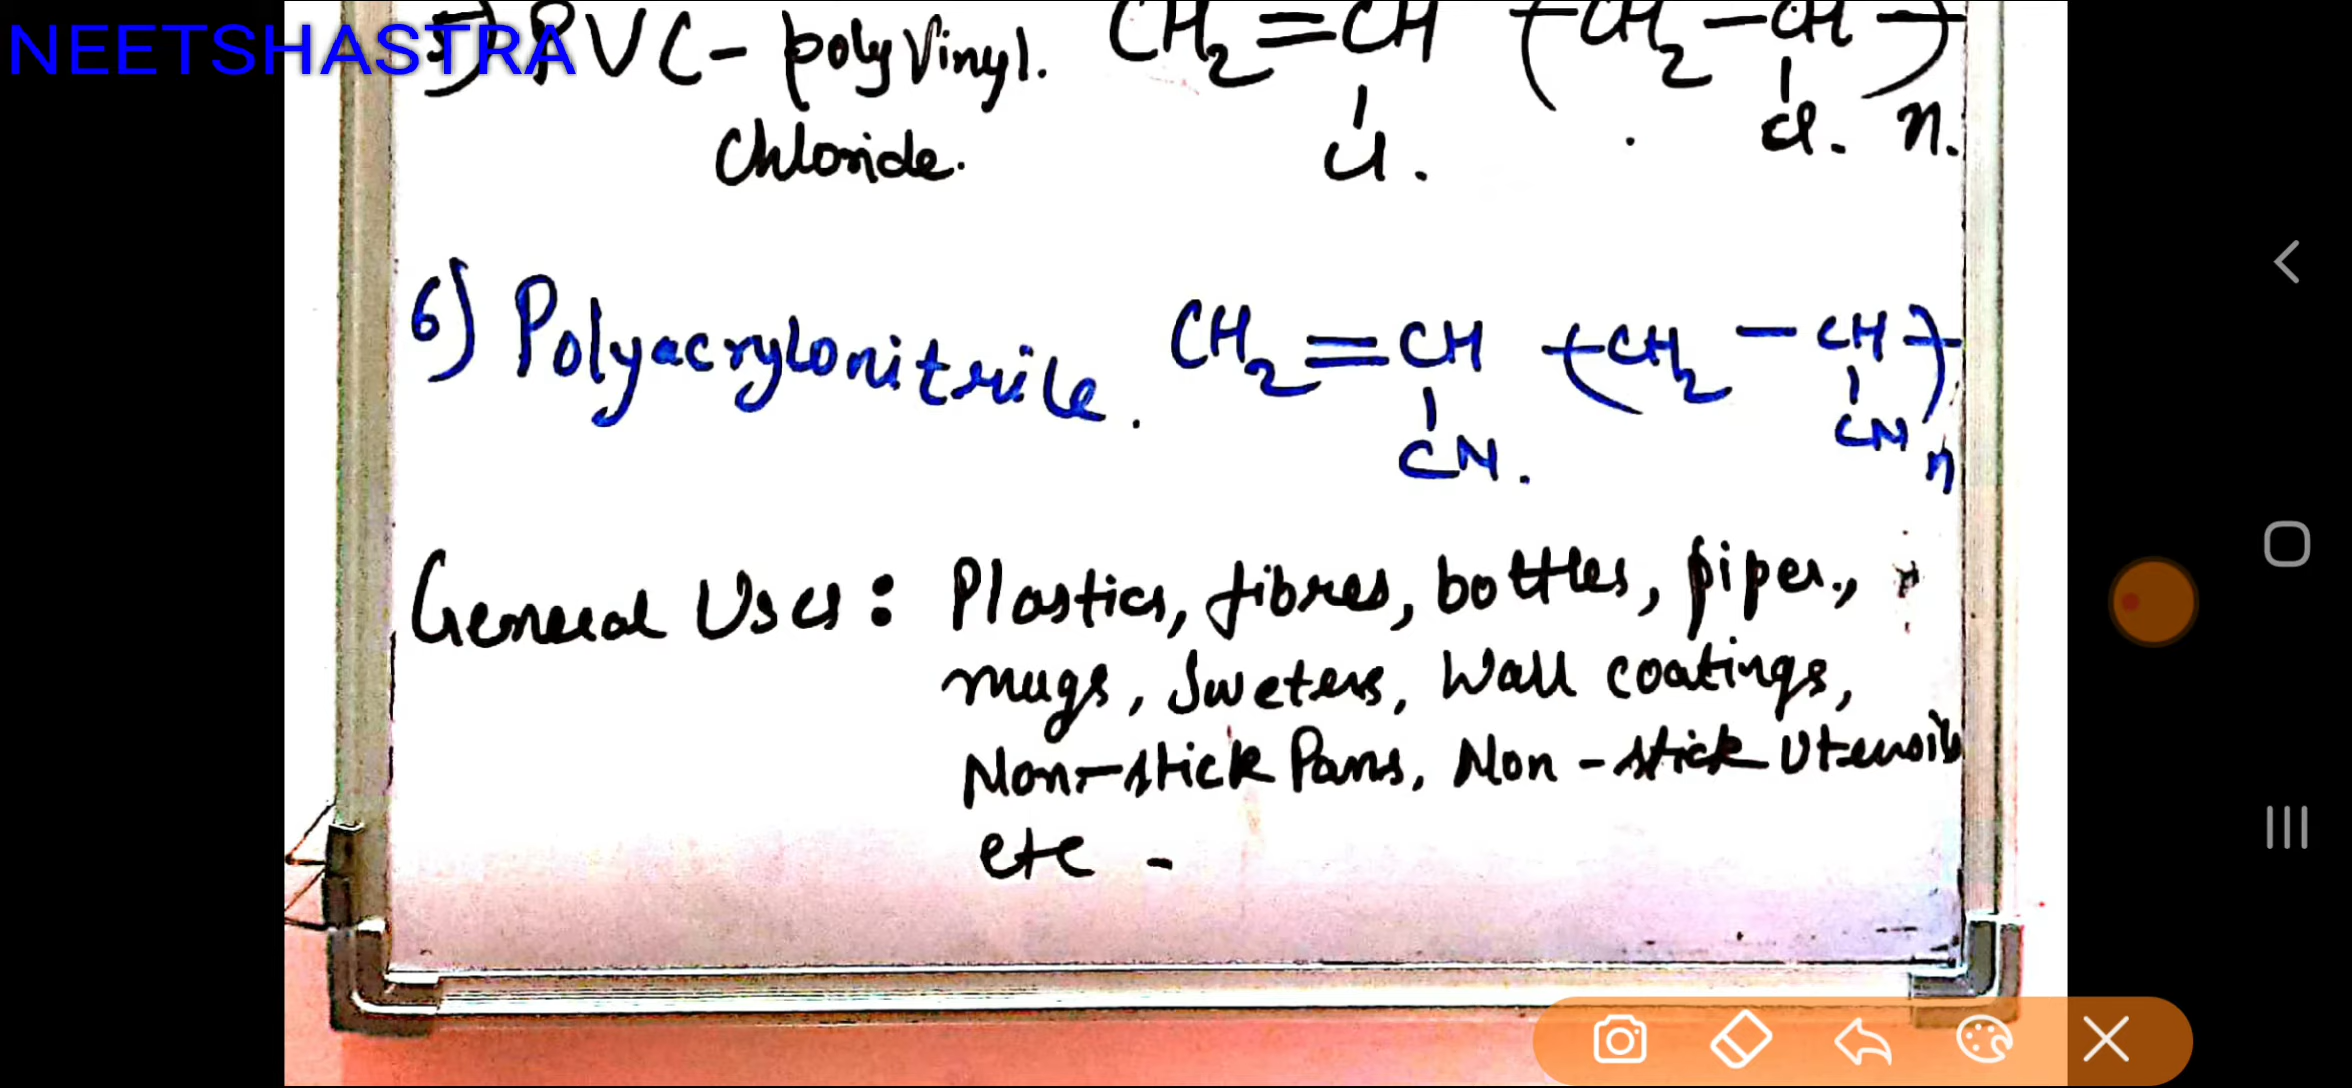 NEETSHASTRA
5) PVC - poly Vinyl. CH2=CH (CH2-CH)
Chloride. Cl. Cl. n.
6) Polyacrylonitrile. CH2=CH (CH2-CH)
CN. CN n
General Uses: Plastics, fibres, bottles, pipes.,
mugs, Sweters, Wall coatings,
Non-stick Pans, Non-stick Utensils
etc -